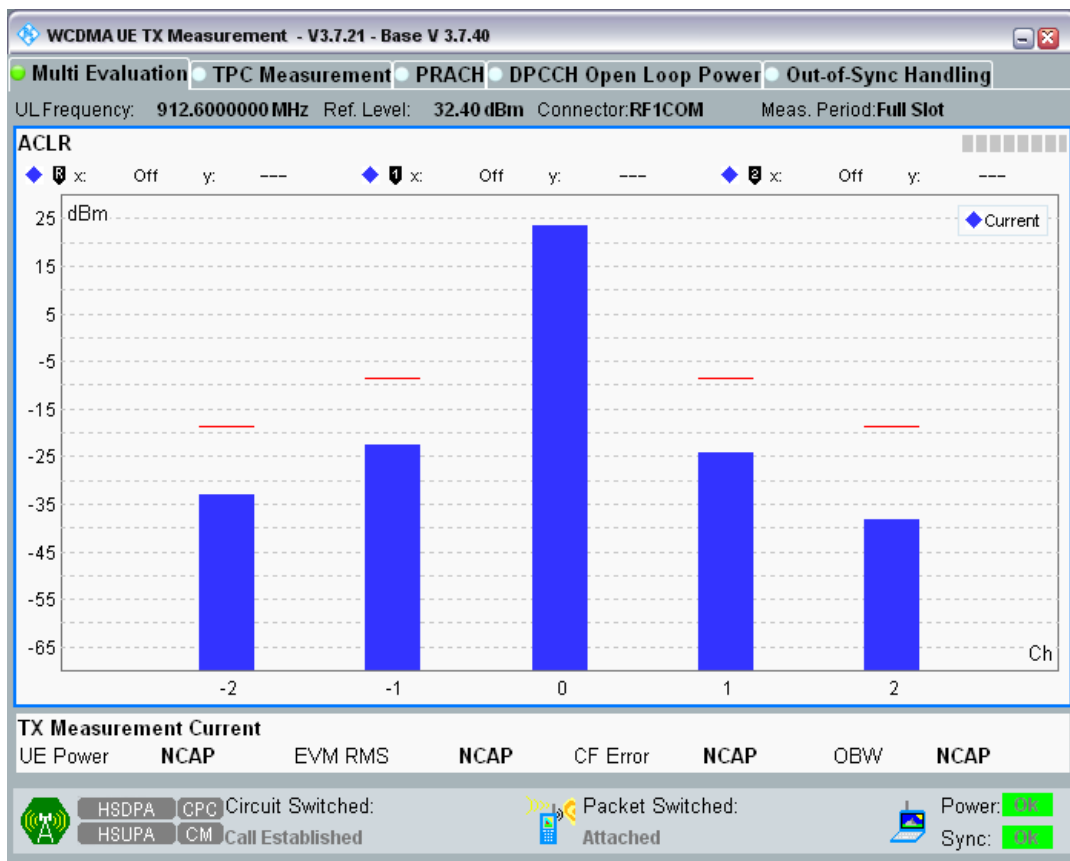 WCDMA UE TX Measurement - V3.7.21 - Base V 3.7.40
Multi Evaluation TPC Measurement PRACH DPCCH Open Loop Power Out-of-Sync Handling
UL Frequency: 912.6000000 MHz Ref. Level: 32.40 dBm Connector:RF1COM Meas. Period:Full Slot
ACLR
R x: Off y: --- 1 x: Off y: --- 2 x: Off y: ---
dBm
Current
25
15
5
-5
-15
-25
-35
-45
-55
-65
Ch
-2 -1 0 1 2
TX Measurement Current
UE Power NCAP EVM RMS NCAP CF Error NCAP OBW NCAP
HSDPA CPC Circuit Switched: Packet Switched: Power: Ok
HSUPA CM Call Established Attached Sync: Ok